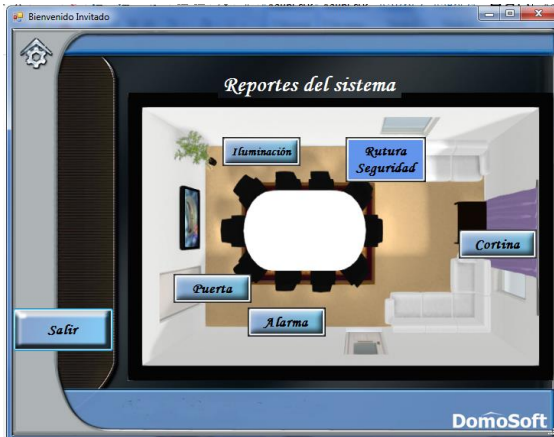 Bienvenido Invitado
Reportes del sistema
Iluminación
Rutura
Seguridad
Cortina
Puerta
Alarma
Salir
DomoSoft